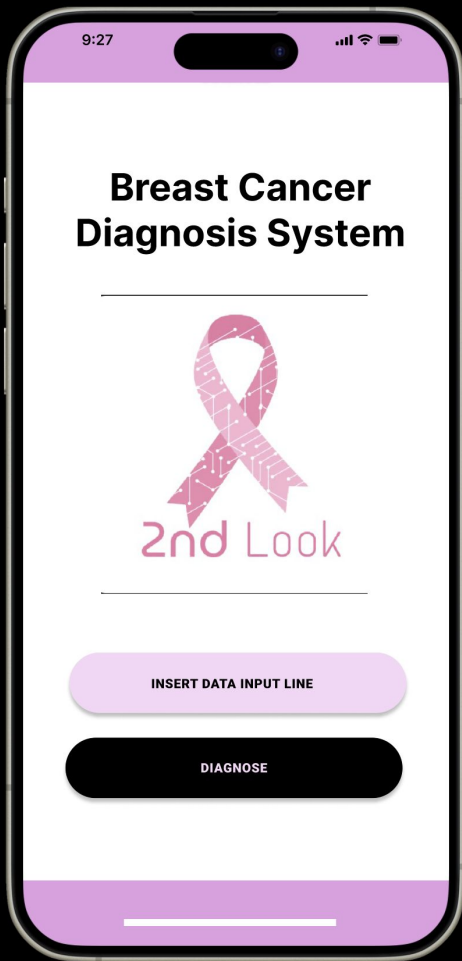 9:27
Breast Cancer
Diagnosis System
2nd Look
INSERT DATA INPUT LINE
DIAGNOSE